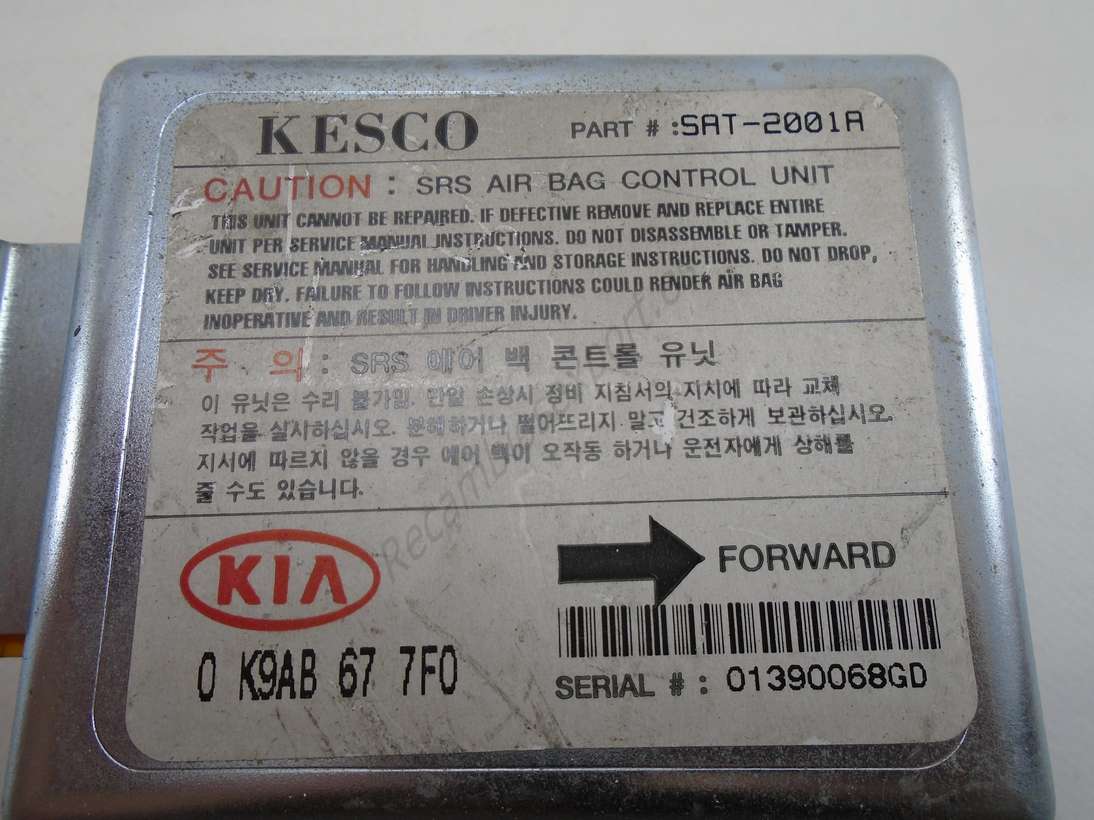 KESCO PART # : SAT-2001A
CAUTION : SRS AIR BAG CONTROL UNIT
THIS UNIT CANNOT BE REPAIRED. IF DEFECTIVE REMOVE AND REPLACE ENTIRE
UNIT PER SERVICE MANUAL INSTRUCTIONS. DO NOT DISASSEMBLE OR TAMPER.
SEE SERVICE MANUAL FOR HANDLING AND STORAGE INSTRUCTIONS. DO NOT DROP,
KEEP DRY. FAILURE TO FOLLOW INSTRUCTIONS COULD RENDER AIR BAG
INOPERATIVE AND RESULT IN DRIVER INJURY.
주 의 : SRS 에어 백 콘트롤 유닛
이 유닛은 수리 불가임. 만일 손상시 정비 지침서의 지시에 따라 교체
작업을 실시하십시오. 분해하거나 떨어뜨리지 말고 건조하게 보관하십시오.
지시에 따르지 않을 경우 에어 백이 오작동 하거나 운전자에게 상해를
줄 수도 있습니다.
KIA
FORWARD
0 K9AB 67 7F0
SERIAL # : 01390068GD